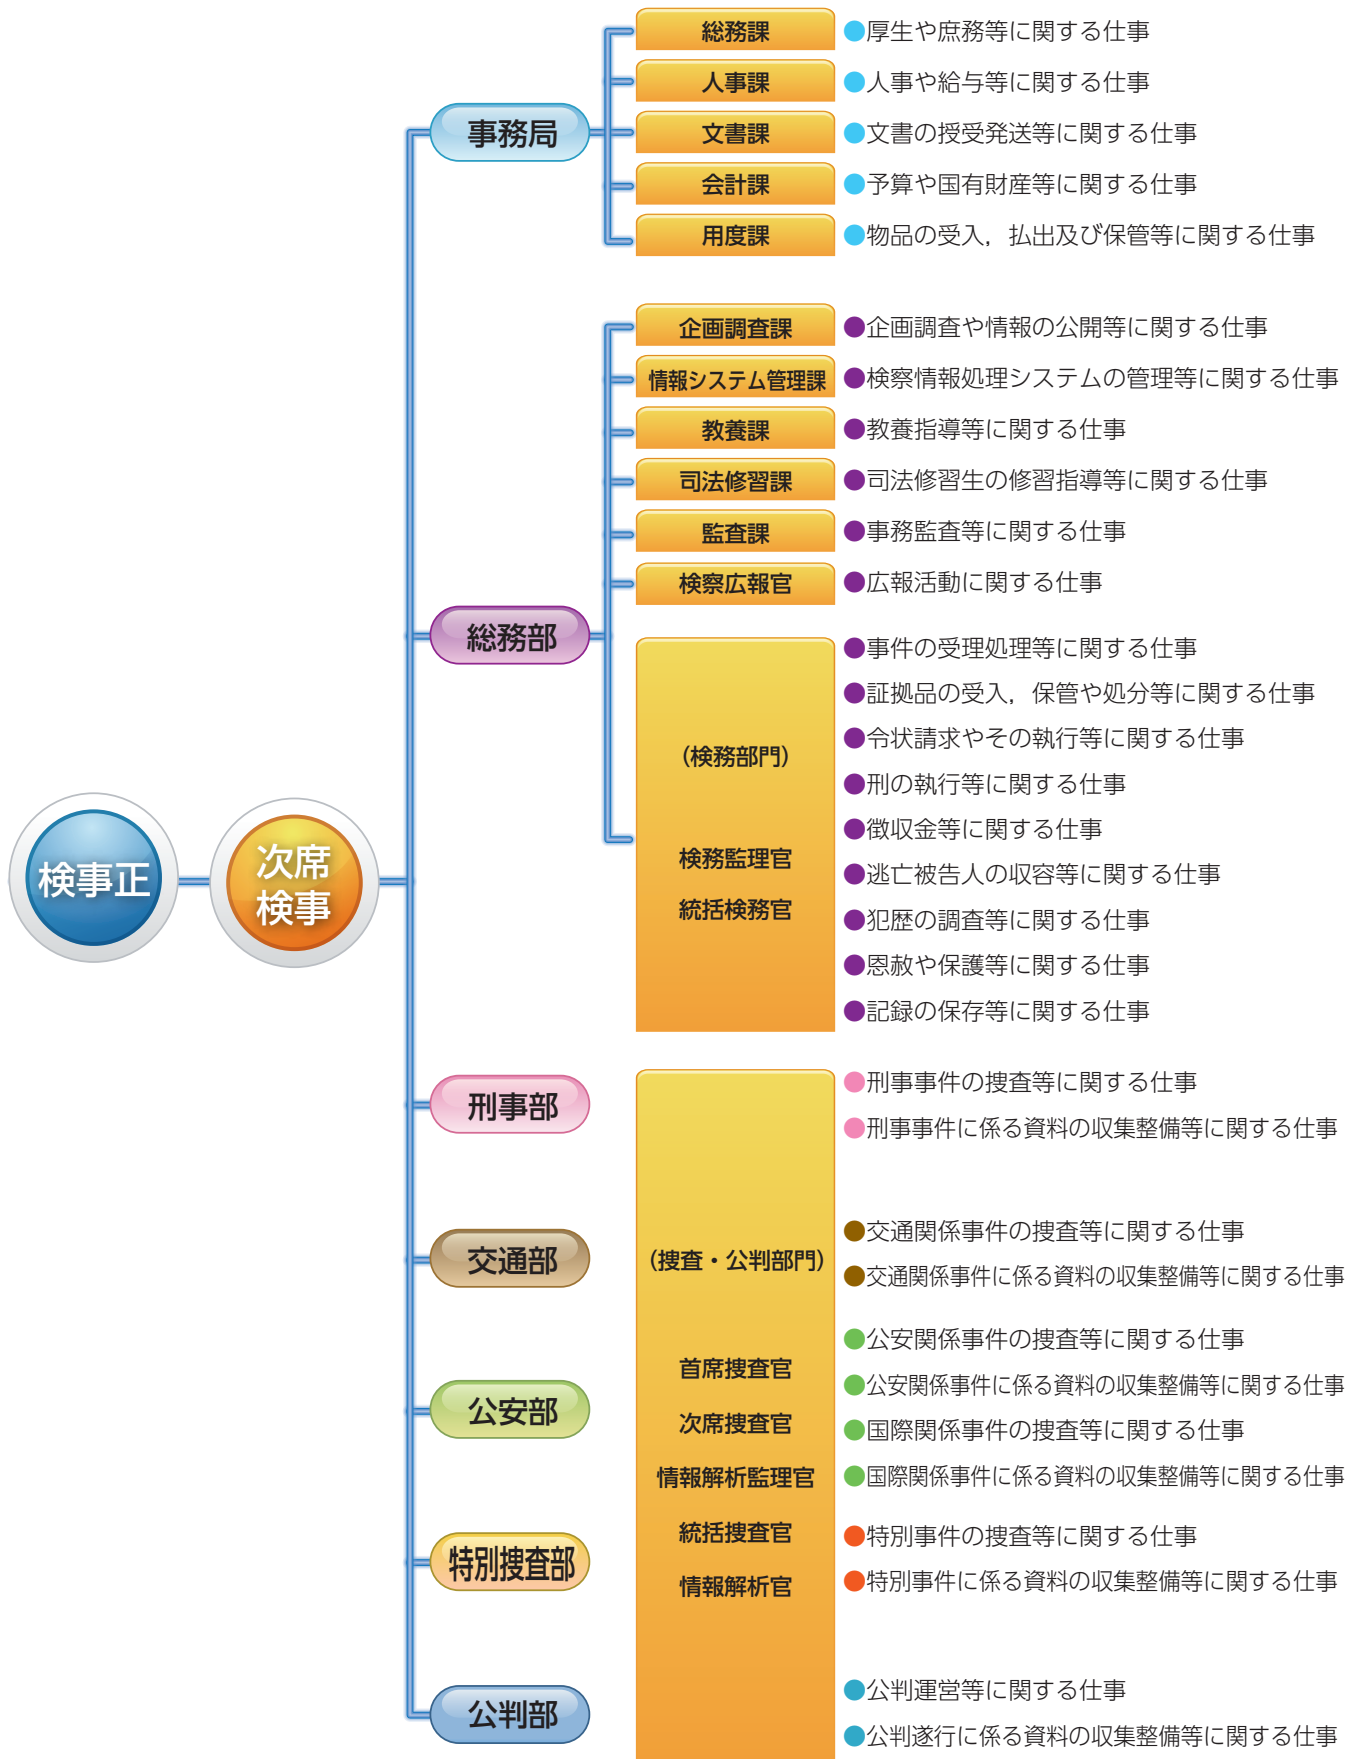 検事正
次席
検事
事務局
総務課
●厚生や庶務等に関する仕事
人事課
●人事や給与等に関する仕事
文書課
●文書の授受発送等に関する仕事
会計課
●予算や国有財産等に関する仕事
用度課
●物品の受入，払出及び保管等に関する仕事
総務部
企画調査課
●企画調査や情報の公開等に関する仕事
情報システム管理課
●検察情報処理システムの管理等に関する仕事
教養課
●教養指導等に関する仕事
司法修習課
●司法修習生の修習指導等に関する仕事
監査課
●事務監査等に関する仕事
検察広報官
●広報活動に関する仕事
（検務部門）
検務監理官
統括検務官
●事件の受理処理等に関する仕事
●証拠品の受入，保管や処分等に関する仕事
●令状請求やその執行等に関する仕事
●刑の執行等に関する仕事
●徴収金等に関する仕事
●逃亡被告人の収容等に関する仕事
●犯歴の調査等に関する仕事
●恩赦や保護等に関する仕事
●記録の保存等に関する仕事
刑事部
交通部
公安部
特別捜査部
公判部
（捜査・公判部門）
首席捜査官
次席捜査官
情報解析監理官
統括捜査官
情報解析官
●刑事事件の捜査等に関する仕事
●刑事事件に係る資料の収集整備等に関する仕事
●交通関係事件の捜査等に関する仕事
●交通関係事件に係る資料の収集整備等に関する仕事
●公安関係事件の捜査等に関する仕事
●公安関係事件に係る資料の収集整備等に関する仕事
●国際関係事件の捜査等に関する仕事
●国際関係事件に係る資料の収集整備等に関する仕事
●特別事件の捜査等に関する仕事
●特別事件に係る資料の収集整備等に関する仕事
●公判運営等に関する仕事
●公判遂行に係る資料の収集整備等に関する仕事